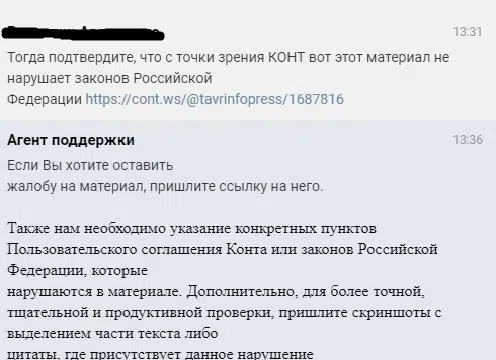 13:31
Тогда подтвердите, что с точки зрения КОНТ вот этот материал не
нарушает законов Российской
Федерации https://cont.ws/@tavrinfopress/1687816
Агент поддержки 13:36
Если Вы хотите оставить
жалобу на материал, пришлите ссылку на него.
Также нам необходимо указание конкретных пунктов
Пользовательского соглашения Конта или законов Российской
Федерации, которые
нарушаются в материале. Дополнительно, для более точной,
тщательной и продуктивной проверки, пришлите скриншоты с
выделением части текста либо
цитаты, где присутствует данное нарушение